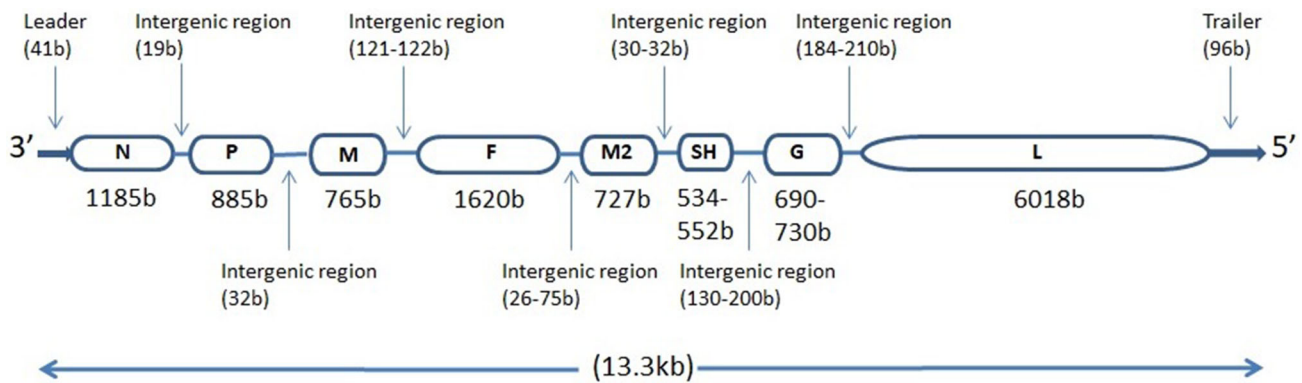 Leader
(41b)
Intergenic region
(19b)
Intergenic region
(121-122b)
Intergenic region
(30-32b)
Intergenic region
(184-210b)
Trailer
(96b)
3’
N
P
M
F
M2
SH
G
L
5’
1185b
885b
765b
1620b
727b
534-
552b
690-
730b
6018b
Intergenic region
(32b)
Intergenic region
(26-75b)
Intergenic region
(130-200b)
(13.3kb)